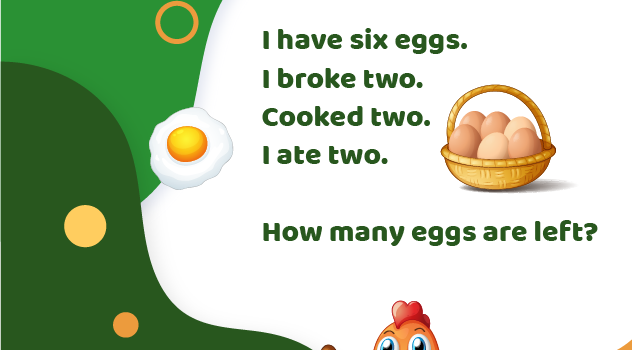 I have six eggs.
I broke two.
Cooked two.
I ate two.
How many eggs are left?